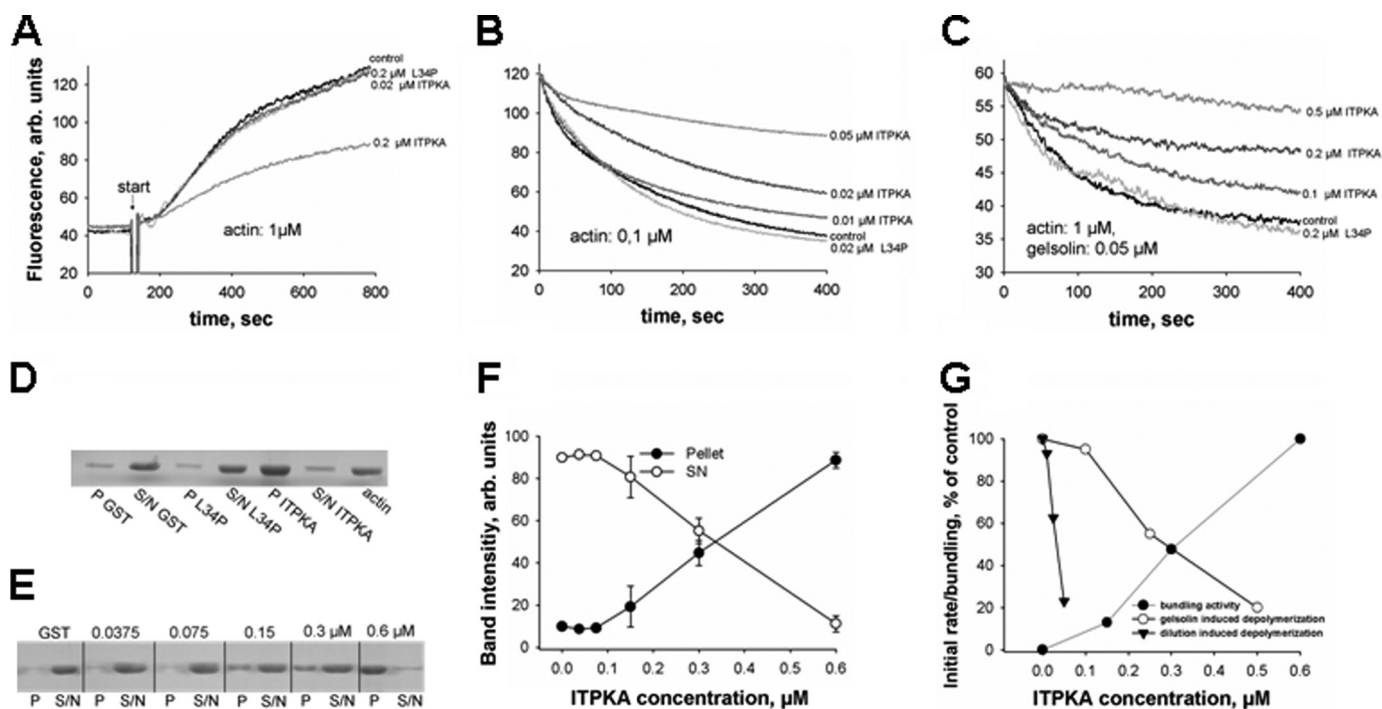 A
Fluorescence, arb. units
120
100
80
60
40
20
start
actin: 1µM
control
0.2 µM L34P
0.02 µM ITPKA
0.2 µM ITPKA
0
200
400
600
800
time, sec
B
120
100
80
60
40
20
0.05 µM ITPKA
0.02 µM ITPKA
0.01 µM ITPKA
control
0.02 µM L34P
actin: 0,1 µM
0
100
200
300
400
time, sec
C
60
55
50
45
40
35
30
0.5 µM ITPKA
0.2 µM ITPKA
0.1 µM ITPKA
control
0.2 µM L34P
actin: 1 µM,
gelsolin: 0.05 µM
0
100
200
300
400
time, sec
D
P GST
S/N GST
P L34P
S/N L34P
P ITPKA
S/N ITPKA
actin
E
GST 0.0375 0.075 0.15 0.3 µM 0.6 µM
P S/N P S/N P S/N P S/N P S/N P S/N
F
Band intensitiy, arb. units
100
80
60
40
20
0
Pellet
SN
0.0 0.1 0.2 0.3 0.4 0.5 0.6
ITPKA concentration, µM
G
Initial rate/bundling, % of control
100
80
60
40
20
0
bundling activity
gelsolin induced depolymerization
dilution induced depolymerization
0.0 0.1 0.2 0.3 0.4 0.5 0.6
ITPKA concentration, µM